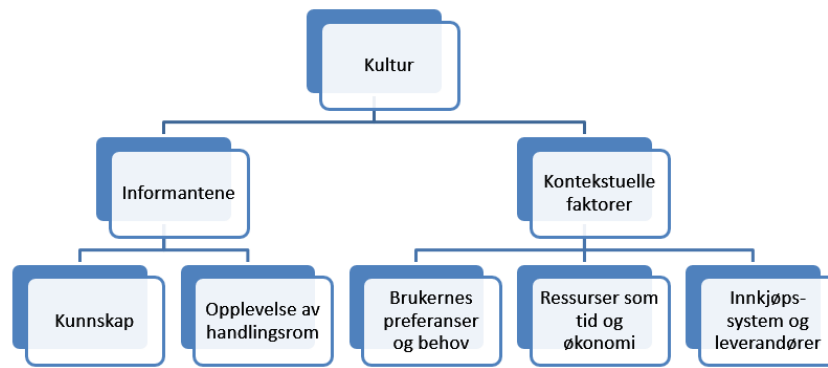 Kultur
Informantene
Kontekstuelle
faktorer
Kunnskap
Opplevelse av
handlingsrom
Brukernes
preferanser
og behov
Ressurser som
tid og
økonomi
Innkjøps-
system og
leverandører